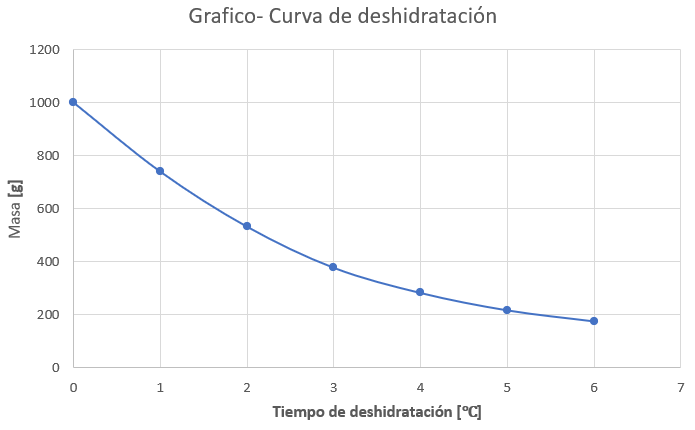 Grafico- Curva de deshidratación
1200
1000
800
600
400
200
0
Masa [g]
0 1 2 3 4 5 6 7
Tiempo de deshidratación [℃]